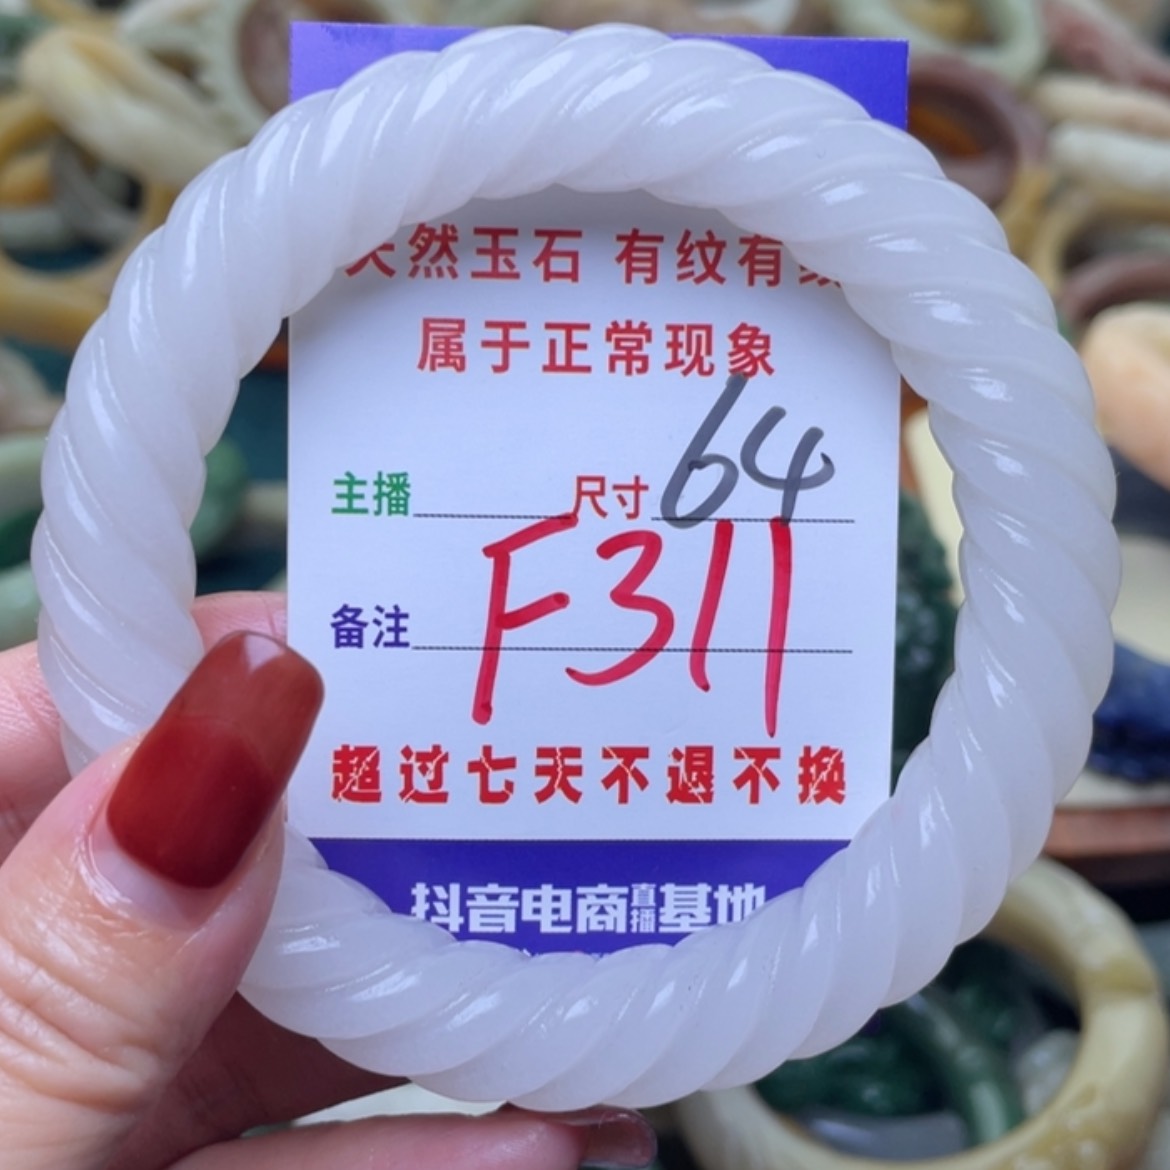 天然玉石 有纹有裂
属于正常现象
主播 尺寸 64
备注 F311
超过七天不退不换
抖音电商直播基地